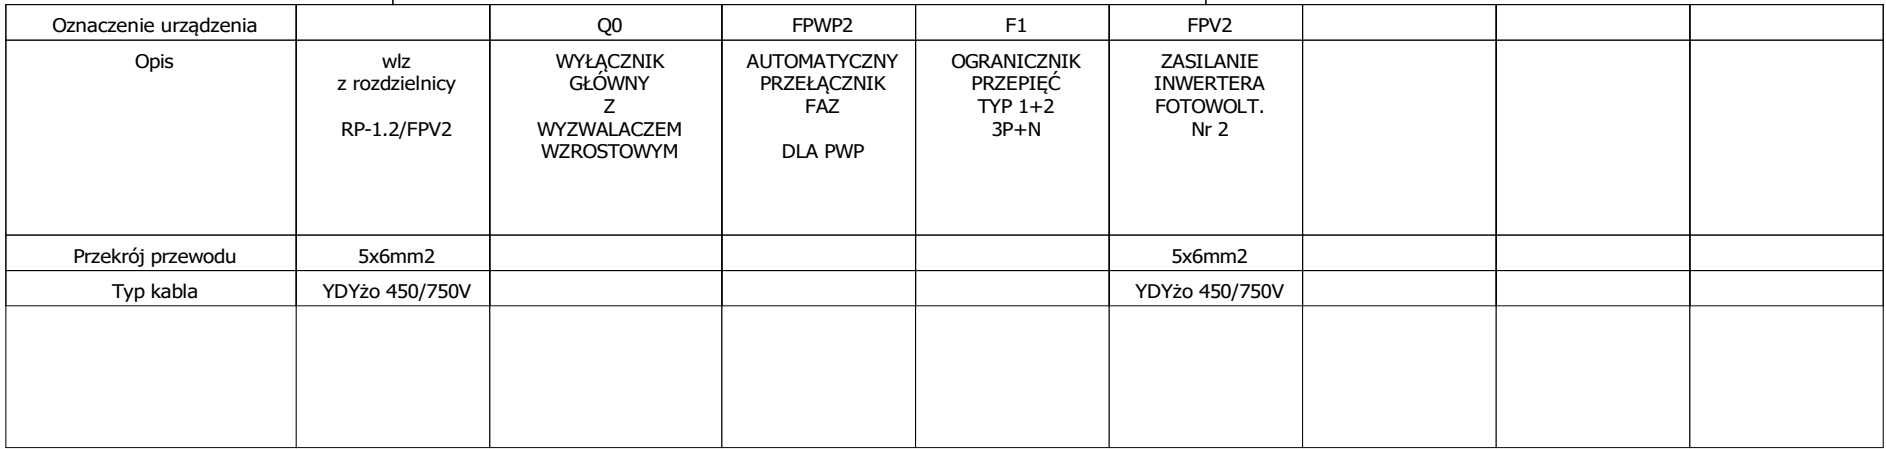 Oznaczenie urządzenia Q0 FPWP2 F1 FPV2
Opis
wlz
z rozdzielnicy
RP-1.2/FPV2
WYŁĄCZNIK
GŁÓWNY
Z
WYZWALACZEM
WZROSTOWYM
AUTOMATYCZNY
PRZEŁĄCZNIK
FAZ
DLA PWP
OGRANICZNIK
PRZEPIĘĆ
TYP 1+2
3P+N
ZASILANIE
INWERTERA
FOTOWOLT.
Nr 2
Przekrój przewodu 5x6mm2 5x6mm2
Typ kabla YDYżo 450/750V YDYżo 450/750V